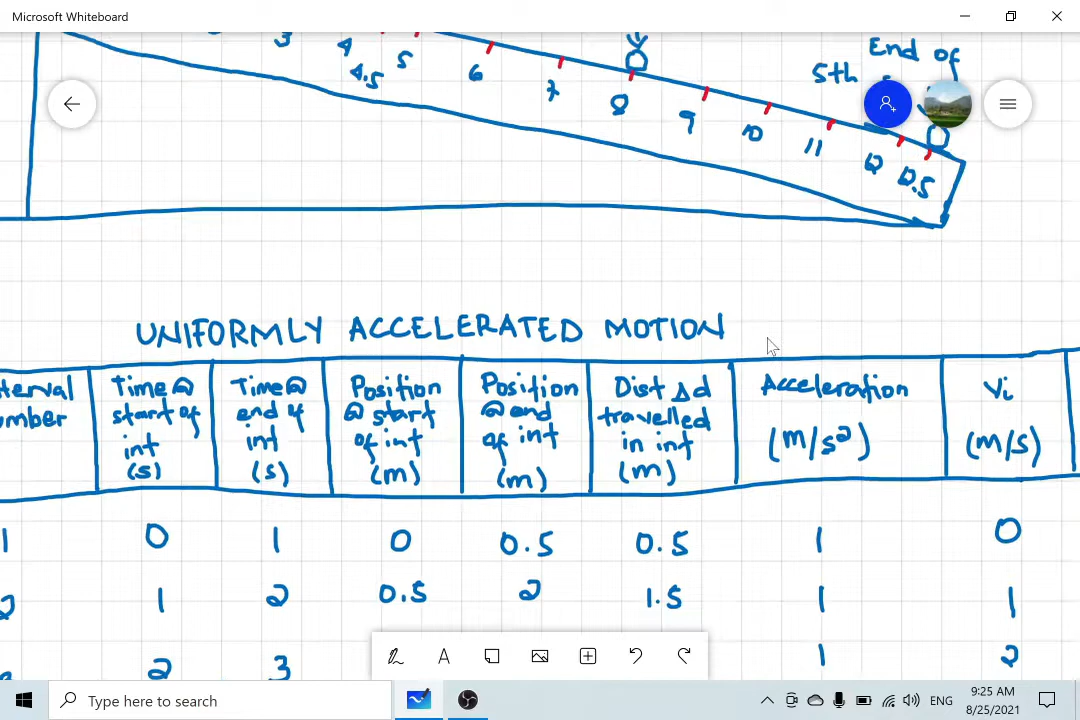 Microsoft Whiteboard
End of
5th
3
4
4.5
5
6
7
8
9
10
11
12
12.5
UNIFORMLY ACCELERATED MOTION
terval
umber
Time@
start of
int
(s)
Time@
end of
int
(s)
Position
@ start
of int
(m)
Position
@ end
of int
(m)
Dist Δd
travelled
in int
(m)
Acceleration
(m/s²)
Vi
(m/s)
1 0 1 0 0.5 0.5 1 0
2 1 2 0.5 2 1.5 1 1
2 3 1 2
Type here to search
ENG
9:25 AM
8/25/2021